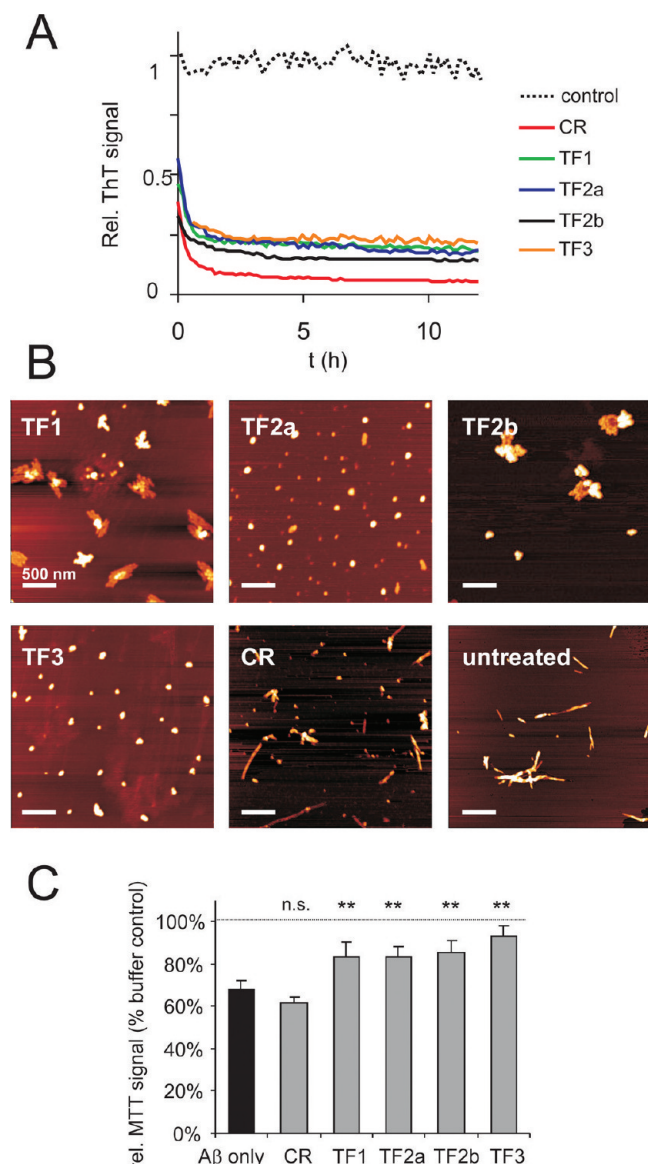 A
Rel. ThT signal
1
0.5
0
0
5
10
t (h)
control
CR
TF1
TF2a
TF2b
TF3
B
TF1
500 nm
TF2a
TF2b
TF3
CR
untreated
C
rel. MTT signal (% buffer control)
100%
80%
60%
40%
20%
0%
n.s.
**
**
**
**
Aβ only
CR
TF1
TF2a
TF2b
TF3